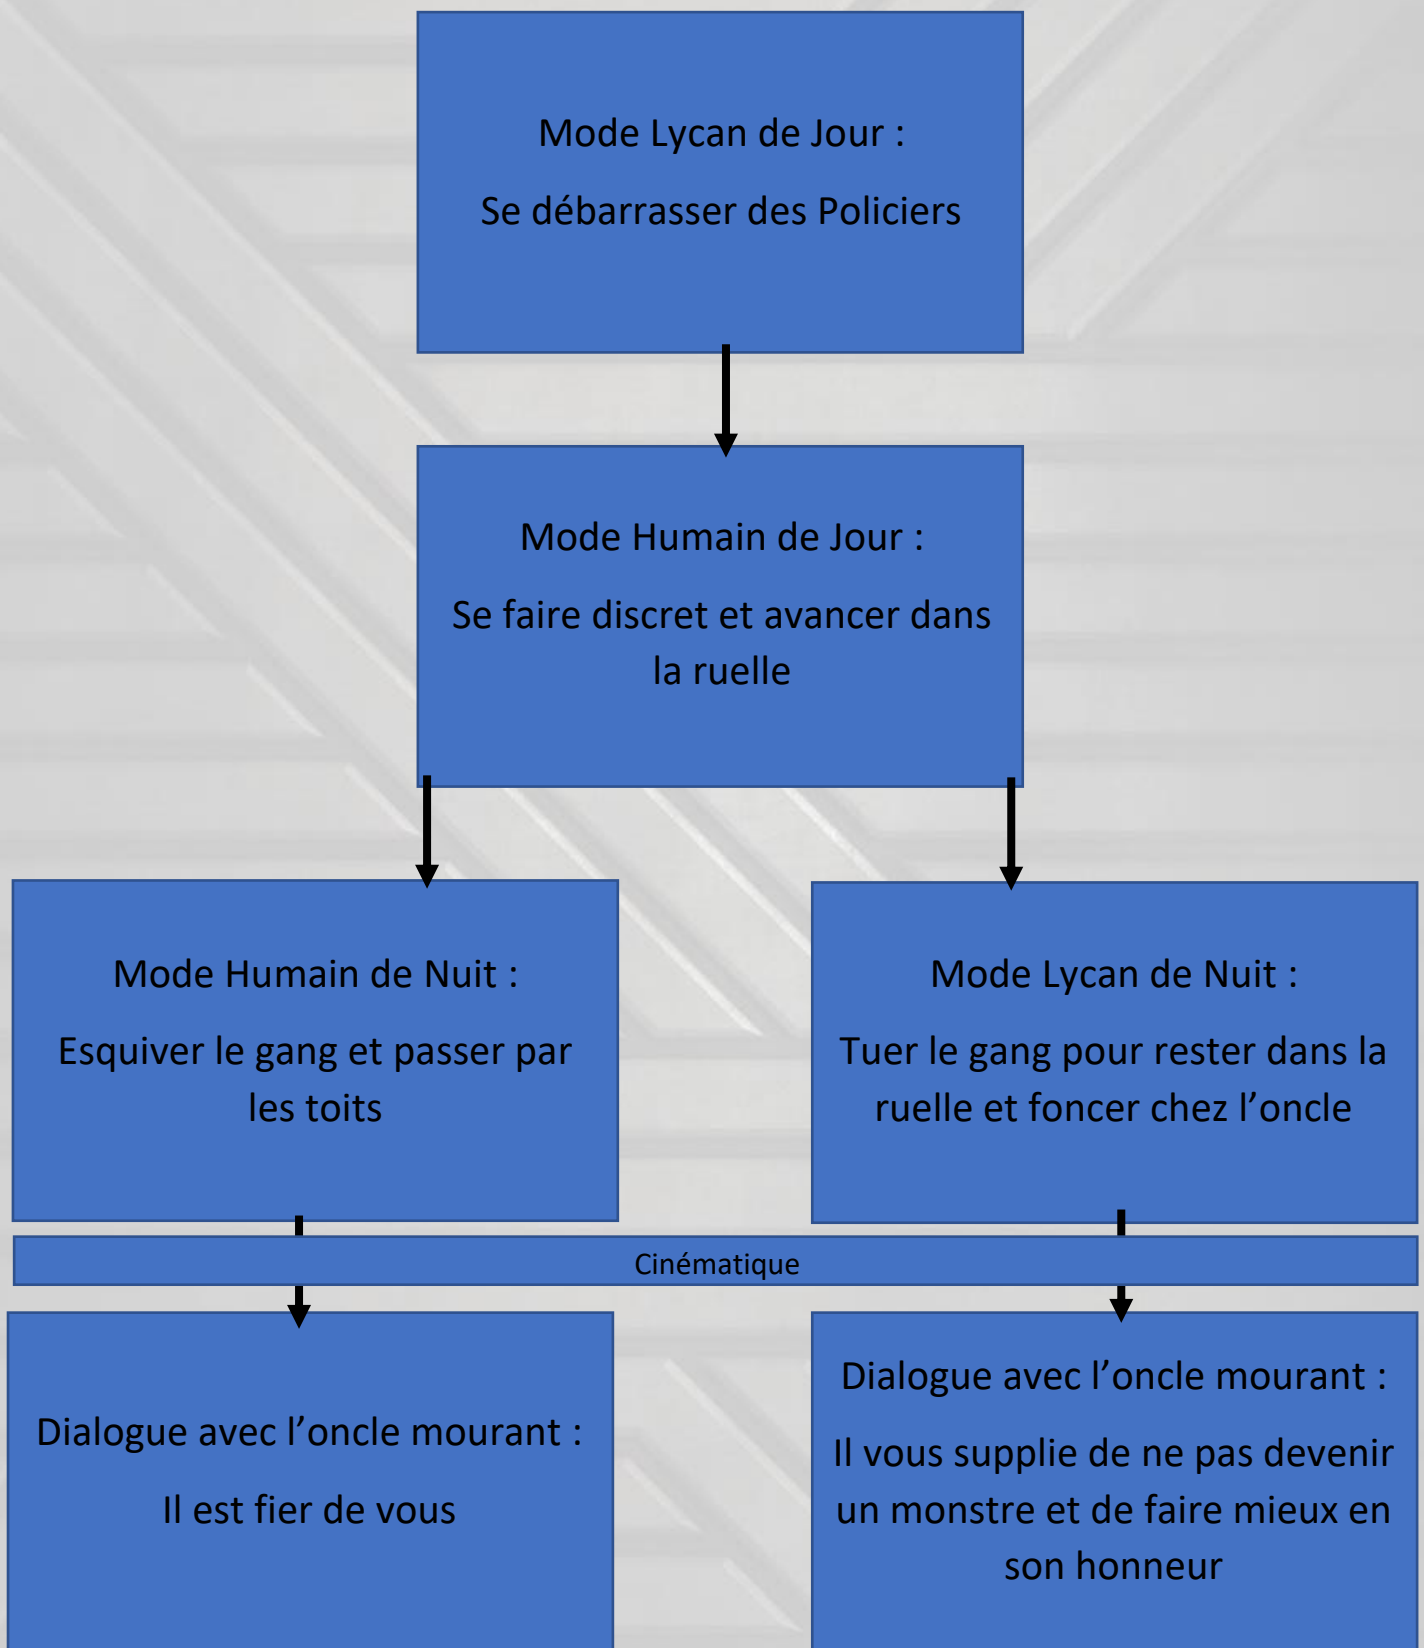 Mode Lycan de Jour :
Se débarrasser des Policiers
Mode Humain de Jour :
Se faire discret et avancer dans
la ruelle
Mode Humain de Nuit :
Esquiver le gang et passer par
les toits
Mode Lycan de Nuit :
Tuer le gang pour rester dans la
ruelle et foncer chez l’oncle
Cinématique
Dialogue avec l’oncle mourant :
Il est fier de vous
Dialogue avec l’oncle mourant :
Il vous supplie de ne pas devenir
un monstre et de faire mieux en
son honneur